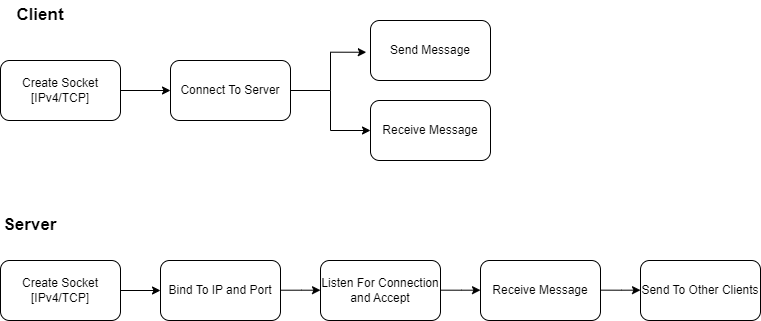 Client
Send Message
Create Socket
[IPv4/TCP]
Connect To Server
Receive Message
Server
Create Socket
[IPv4/TCP]
Bind To IP and Port
Listen For Connection
and Accept
Receive Message
Send To Other Clients